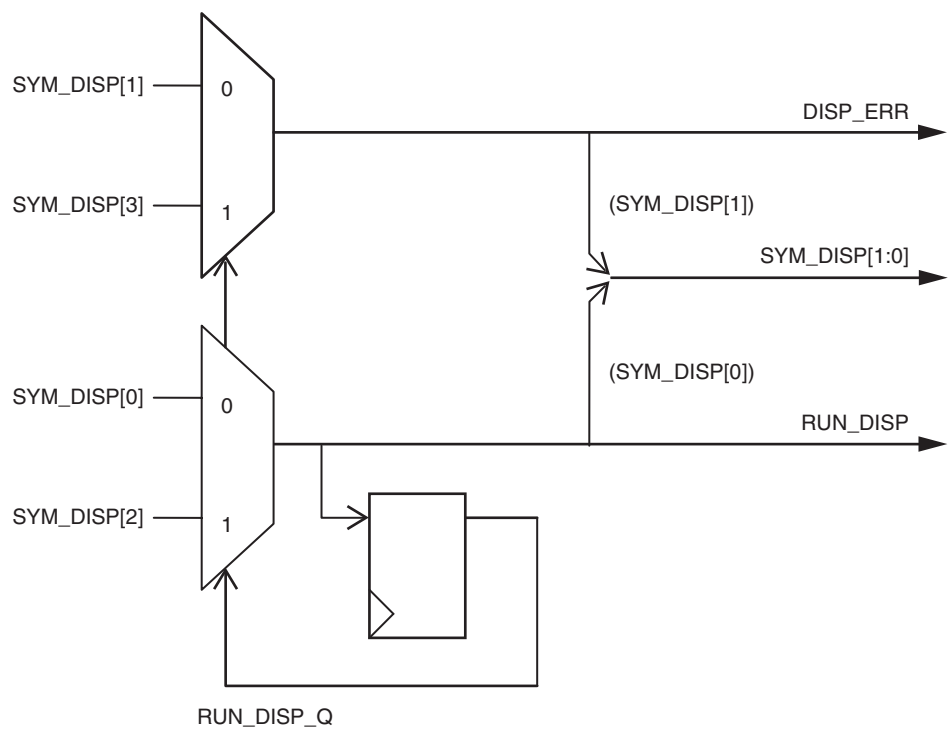 SYM_DISP[1]
0
DISP_ERR
SYM_DISP[3]
1
(SYM_DISP[1])
SYM_DISP[1:0]
SYM_DISP[0]
0
(SYM_DISP[0])
RUN_DISP
SYM_DISP[2]
1
RUN_DISP_Q